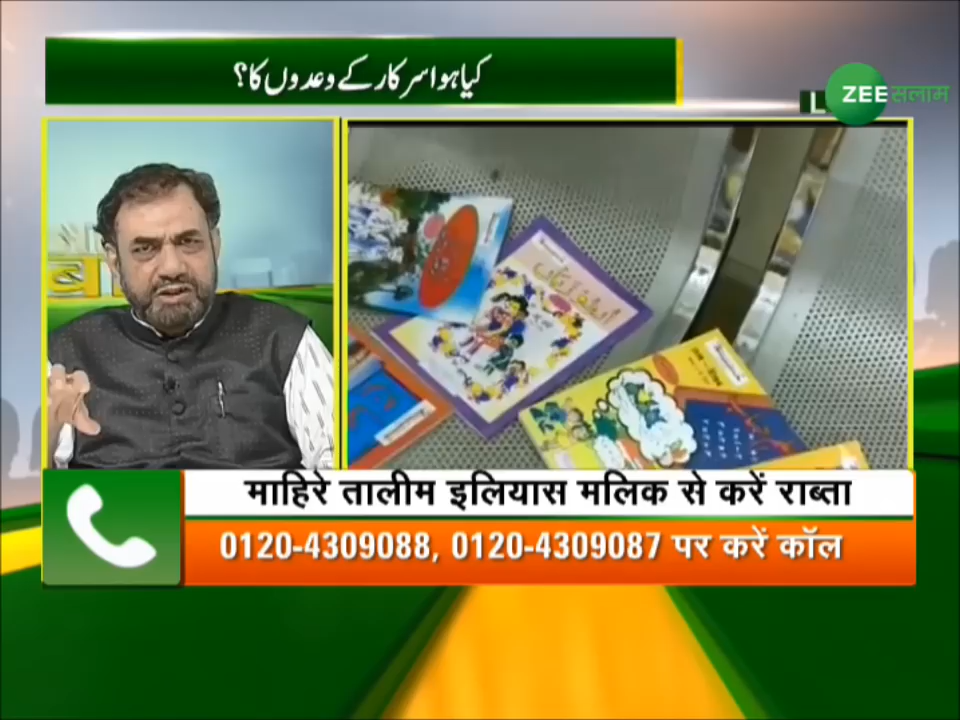 کیا ہوا سرکار کے وعدوں کا؟
L
ZEE सलाम
माहिरे तालीम इलियास मलिक से करें राब्ता
0120-4309088, 0120-4309087 पर करें कॉल